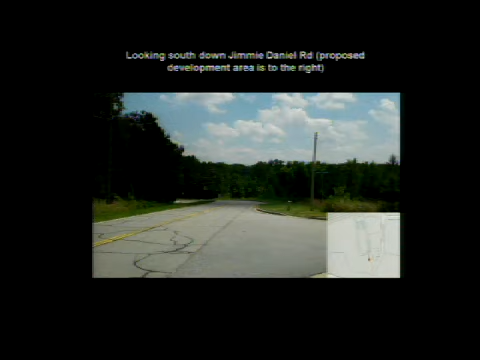 Looking south down Jimmie Daniel Rd (proposed
development area is to the right)